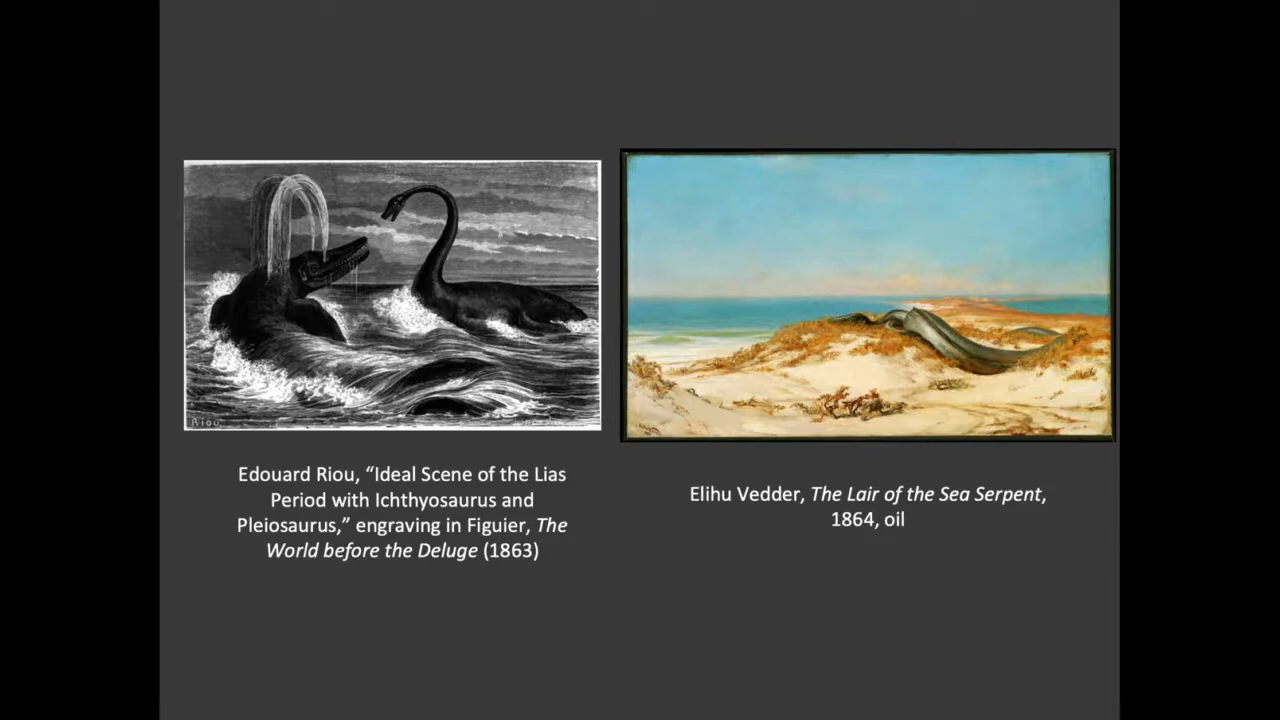 Riou
Edouard Riou, “Ideal Scene of the Lias
Period with Ichthyosaurus and
Pleiosaurus,” engraving in Figuier, The
World before the Deluge (1863)
Elihu Vedder, The Lair of the Sea Serpent,
1864, oil